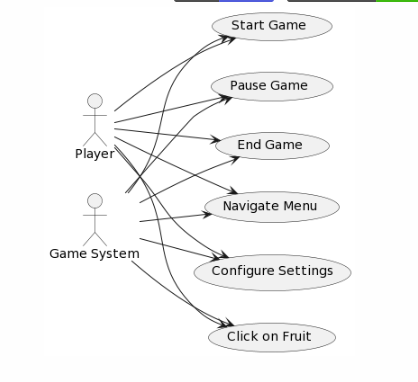 Start Game
Pause Game
End Game
Player
Navigate Menu
Game System
Configure Settings
Click on Fruit